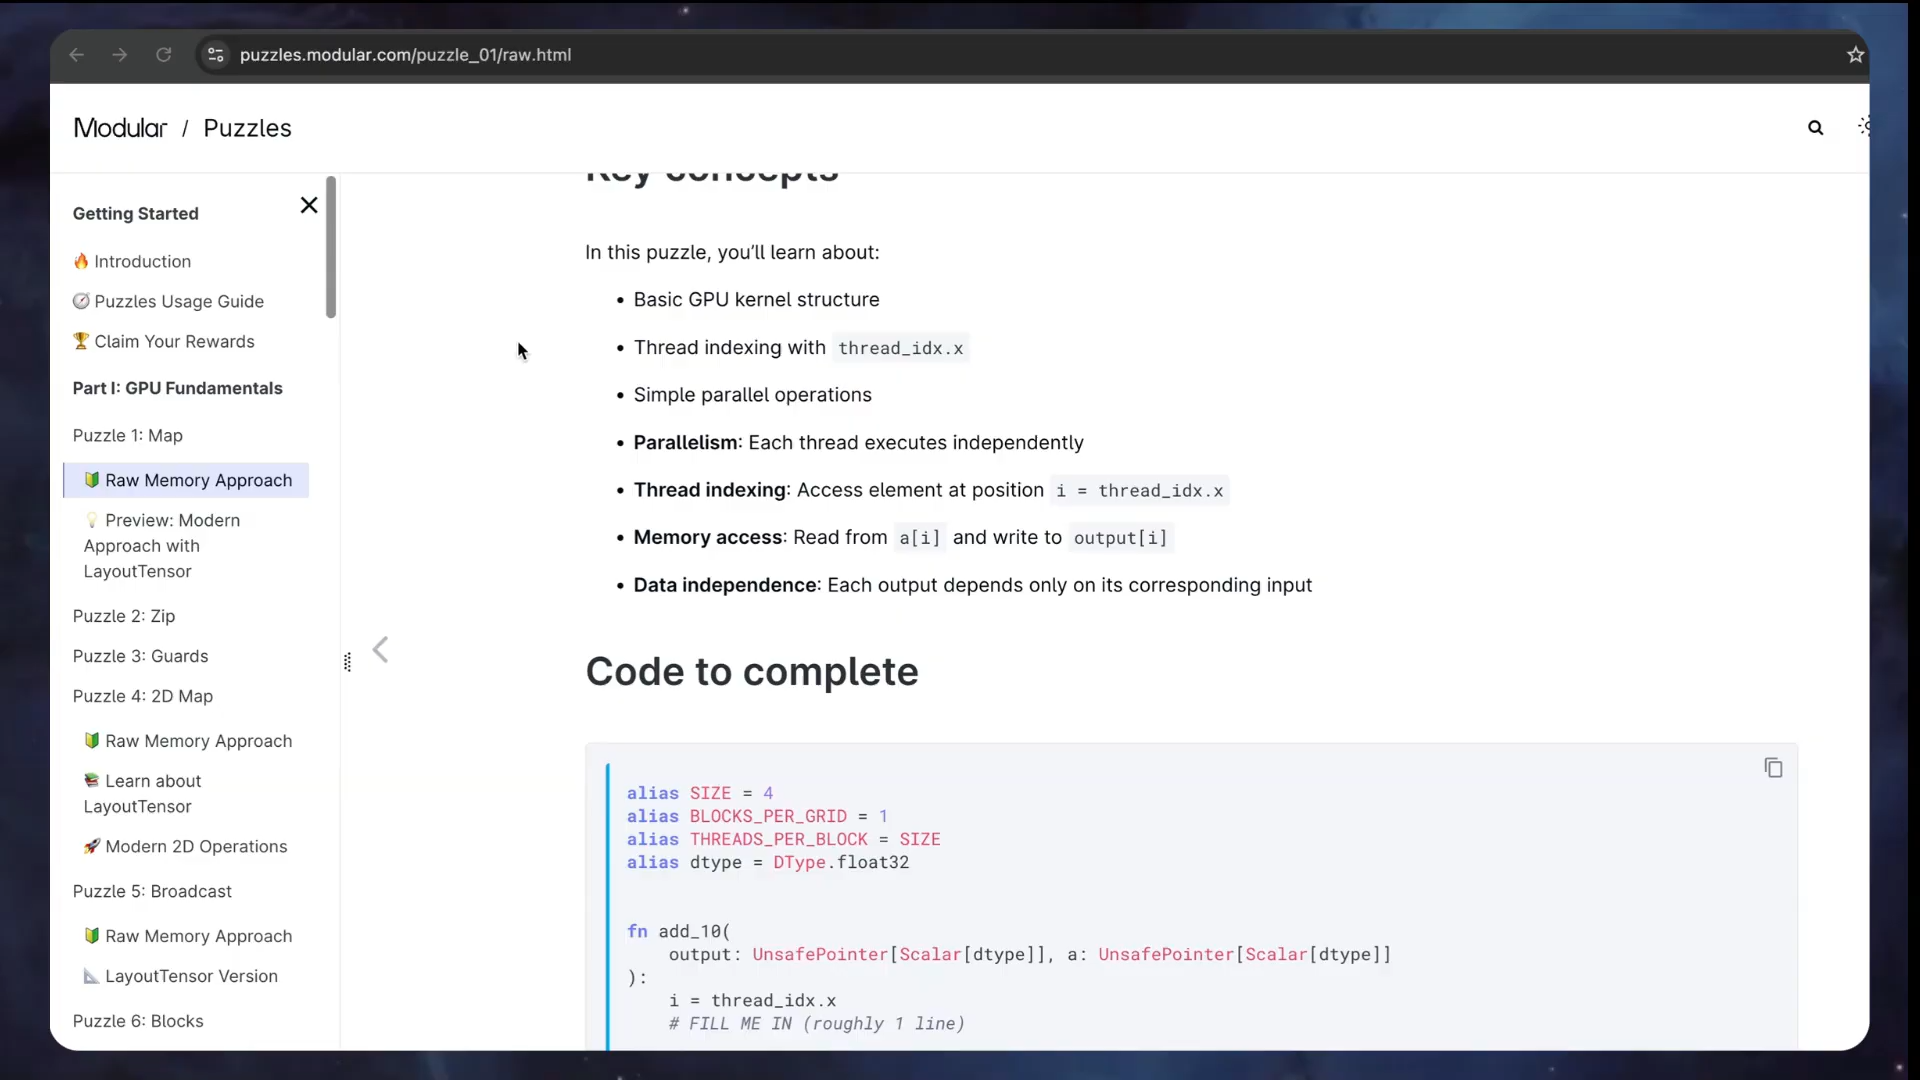 puzzles.modular.com/puzzle_01/raw.html
Modular / Puzzles
Getting Started
Introduction
Puzzles Usage Guide
Claim Your Rewards
Part I: GPU Fundamentals
Puzzle 1: Map
Raw Memory Approach
Preview: Modern
Approach with
LayoutTensor
Puzzle 2: Zip
Puzzle 3: Guards
Puzzle 4: 2D Map
Raw Memory Approach
Learn about
LayoutTensor
Modern 2D Operations
Puzzle 5: Broadcast
Raw Memory Approach
LayoutTensor Version
Puzzle 6: Blocks
Key concepts
In this puzzle, you’ll learn about:
• Basic GPU kernel structure
• Thread indexing with thread_idx.x
• Simple parallel operations
• Parallelism: Each thread executes independently
• Thread indexing: Access element at position i = thread_idx.x
• Memory access: Read from a[i] and write to output[i]
• Data independence: Each output depends only on its corresponding input
Code to complete
alias SIZE = 4
alias BLOCKS_PER_GRID = 1
alias THREADS_PER_BLOCK = SIZE
alias dtype = DType.float32
fn add_10(
    output: UnsafePointer[Scalar[dtype]], a: UnsafePointer[Scalar[dtype]]
):
    i = thread_idx.x
    # FILL ME IN (roughly 1 line)